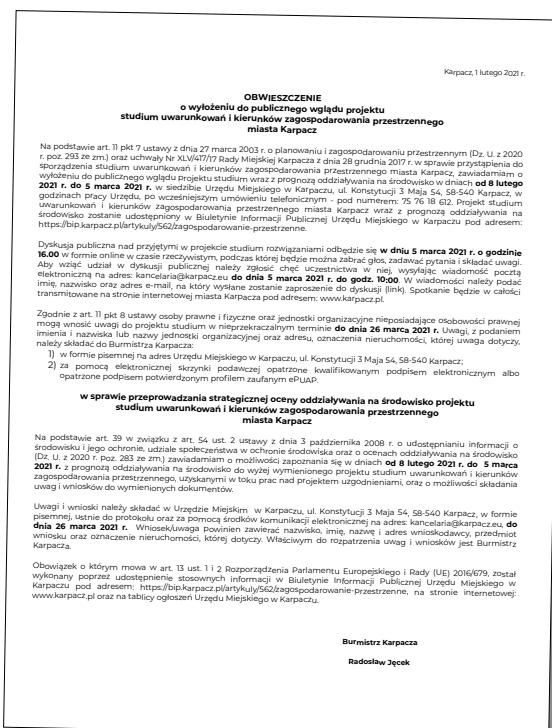 Karpacz, 1 lutego 2021 r.
OBWIESZCZENIE
o wyłożeniu do publicznego wglądu projektu
studium uwarunkowań i kierunków zagospodarowania przestrzennego
miasta Karpacz
Na podstawie art. 11 pkt 7 ustawy z dnia 27 marca 2003 r. o planowaniu i zagospodarowaniu przestrzennym (Dz. U. z 2020
r. poz. 293 ze zm.) oraz uchwały Nr XLV/417/17 Rady Miejskiej Karpacza z dnia 28 grudnia 2017 r. w sprawie przystąpienia do
sporządzenia studium uwarunkowań i kierunków zagospodarowania przestrzennego miasta Karpacz, zawiadamiam o
wyłożeniu do publicznego wglądu Projektu studium wraz z prognozą oddziaływania na środowisko w dniach od 8 lutego
2021 r. do 5 marca 2021 r. w siedzibie Urzędu Miejskiego w Karpaczu, ul. Konstytucji 3 Maja 54, 58-540 Karpacz, w
godzinach pracy Urzędu, po wcześniejszym umówieniu telefonicznym - pod numerem: 75 76 18 612. Projekt studium
uwarunkowań i kierunków zagospodarowania przestrzennego miasta Karpacz wraz z prognozą oddziaływania na
środowisko zostanie udostępniony w Biuletynie Informacji Publicznej Urzędu Miejskiego w Karpaczu Pod adresem:
https://bip.karpacz.pl/artykuly/562/zagospodarowanie-przestrzenne.
Dyskusja publiczna nad przyjętymi w projekcie studium rozwiązaniami odbędzie się w dniu 5 marca 2021 r. o godzinie
16.00 w formie online w czasie rzeczywistym, podczas której będzie można zabrać głos, zadawać pytania i składać uwagi.
Aby wziąć udział w dyskusji publicznej należy zgłosić chęć uczestnictwa w niej, wysyłając wiadomość pocztą
elektroniczną na adres: kancelaria@karpacz.eu do dnia 5 marca 2021 r. do godz. 10:00. W wiadomości należy podać
imię, nazwisko oraz adres e-mail, na który wysłane zostanie zaproszenie do dyskusji (link). Spotkanie będzie w całości
transmitowane na stronie internetowej miasta Karpacz pod adresem: www.karpacz.pl.
Zgodnie z art. 11 pkt 8 ustawy osoby prawne i fizyczne oraz jednostki organizacyjne nieposiadające osobowości prawnej
mogą wnosić uwagi do projektu studium w nieprzekraczalnym terminie do dnia 26 marca 2021 r. Uwagi, z podaniem
imienia i nazwiska lub nazwy jednostki organizacyjnej oraz adresu, oznaczenia nieruchomości, której uwaga dotyczy,
należy składać do Burmistrza Karpacza:
1) w formie pisemnej na adres Urzędu Miejskiego w Karpaczu, ul. Konstytucji 3 Maja 54, 58-540 Karpacz;
2) za pomocą elektronicznej skrzynki podawczej opatrzone kwalifikowanym podpisem elektronicznym albo
opatrzone podpisem potwierdzonym profilem zaufanym ePUAP.
w sprawie przeprowadzania strategicznej oceny oddziaływania na środowisko projektu
studium uwarunkowań i kierunków zagospodarowania przestrzennego
miasta Karpacz
Na podstawie art. 39 w związku z art. 54 ust. 2 ustawy z dnia 3 października 2008 r. o udostępnianiu informacji o
środowisku i jego ochronie, udziale społeczeństwa w ochronie środowiska oraz o ocenach oddziaływania na środowisko
(Dz. U. z 2020 r. Poz. 283 ze zm.) zawiadamiam o możliwości zapoznania się w dniach od 8 lutego 2021 r. do 5 marca
2021 r. z prognozą oddziaływania na środowisko do wyżej wymienionego projektu studium uwarunkowań i kierunków
zagospodarowania przestrzennego, uzyskanymi w toku prac nad projektem uzgodnieniami, oraz o możliwości składania
uwag i wniosków do wymienionych dokumentów.
Uwagi i wnioski należy składać w Urzędzie Miejskim w Karpaczu, ul. Konstytucji 3 Maja 54, 58-540 Karpacz, w formie
pisemnej, ustnie do protokołu oraz za pomocą środków komunikacji elektronicznej na adres: kancelaria@karpacz.eu, do
dnia 26 marca 2021 r. Wniosek/uwaga powinien zawierać nazwisko, imię, nazwę i adres wnioskodawcy, przedmiot
wniosku oraz oznaczenie nieruchomości, której dotyczy. Właściwym do rozpatrzenia uwag i wniosków jest Burmistrz
Karpacza.
Obowiązek o którym mowa w art. 13 ust. 1 i 2 Rozporządzenia Parlamentu Europejskiego i Rady (UE) 2016/679, został
wykonany poprzez udostępnienie stosownych informacji w Biuletynie Informacji Publicznej Urzędu Miejskiego w
Karpaczu pod adresem: https://bip.karpacz.pl/artykuly/562/zagospodarowanie-przestrzenne, na stronie internetowej:
www.karpacz.pl oraz na tablicy ogłoszeń Urzędu Miejskiego w Karpaczu.
Burmistrz Karpacza
Radosław Jęcek